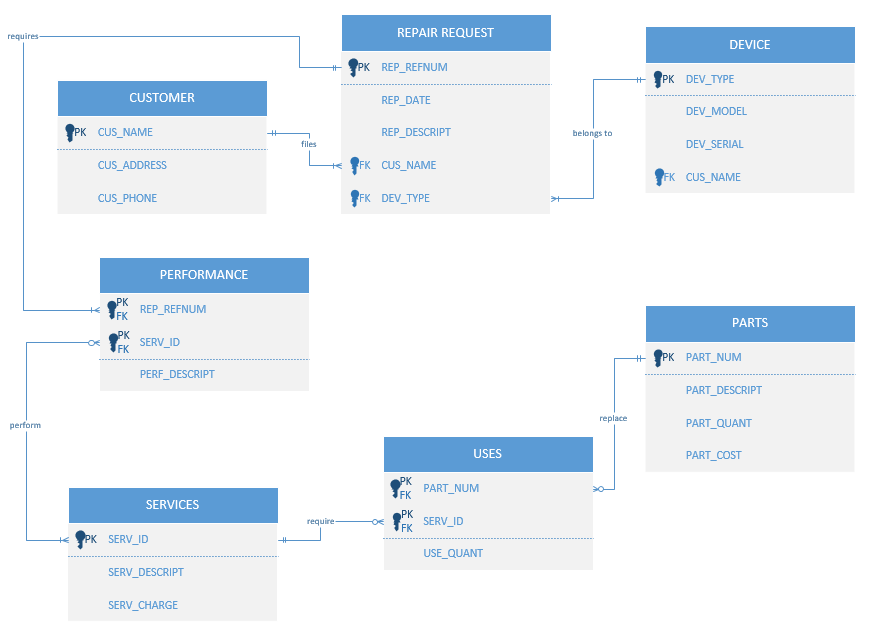 requires
REPAIR REQUEST
PK REP_REFNUM
REP_DATE
REP_DESCRIPT
FK CUS_NAME
FK DEV_TYPE
DEVICE
PK DEV_TYPE
DEV_MODEL
DEV_SERIAL
FK CUS_NAME
belongs to
CUSTOMER
PK CUS_NAME
CUS_ADDRESS
CUS_PHONE
files
PERFORMANCE
PK
FK REP_REFNUM
PK
FK SERV_ID
PERF_DESCRIPT
PARTS
PK PART_NUM
PART_DESCRIPT
PART_QUANT
PART_COST
replace
perform
USES
PK
FK PART_NUM
PK
FK SERV_ID
USE_QUANT
require
SERVICES
PK SERV_ID
SERV_DESCRIPT
SERV_CHARGE